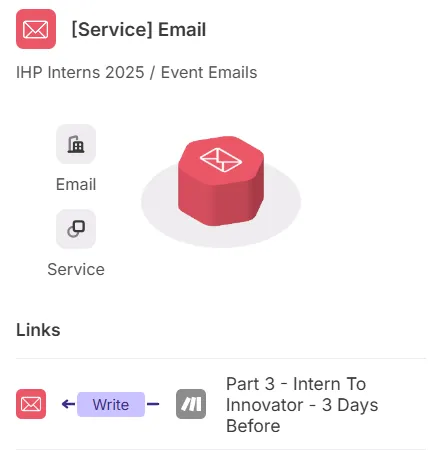 [Service] Email
IHP Interns 2025 / Event Emails
Email
Service
Links
Write
Part 3 - Intern To
Innovator - 3 Days
Before